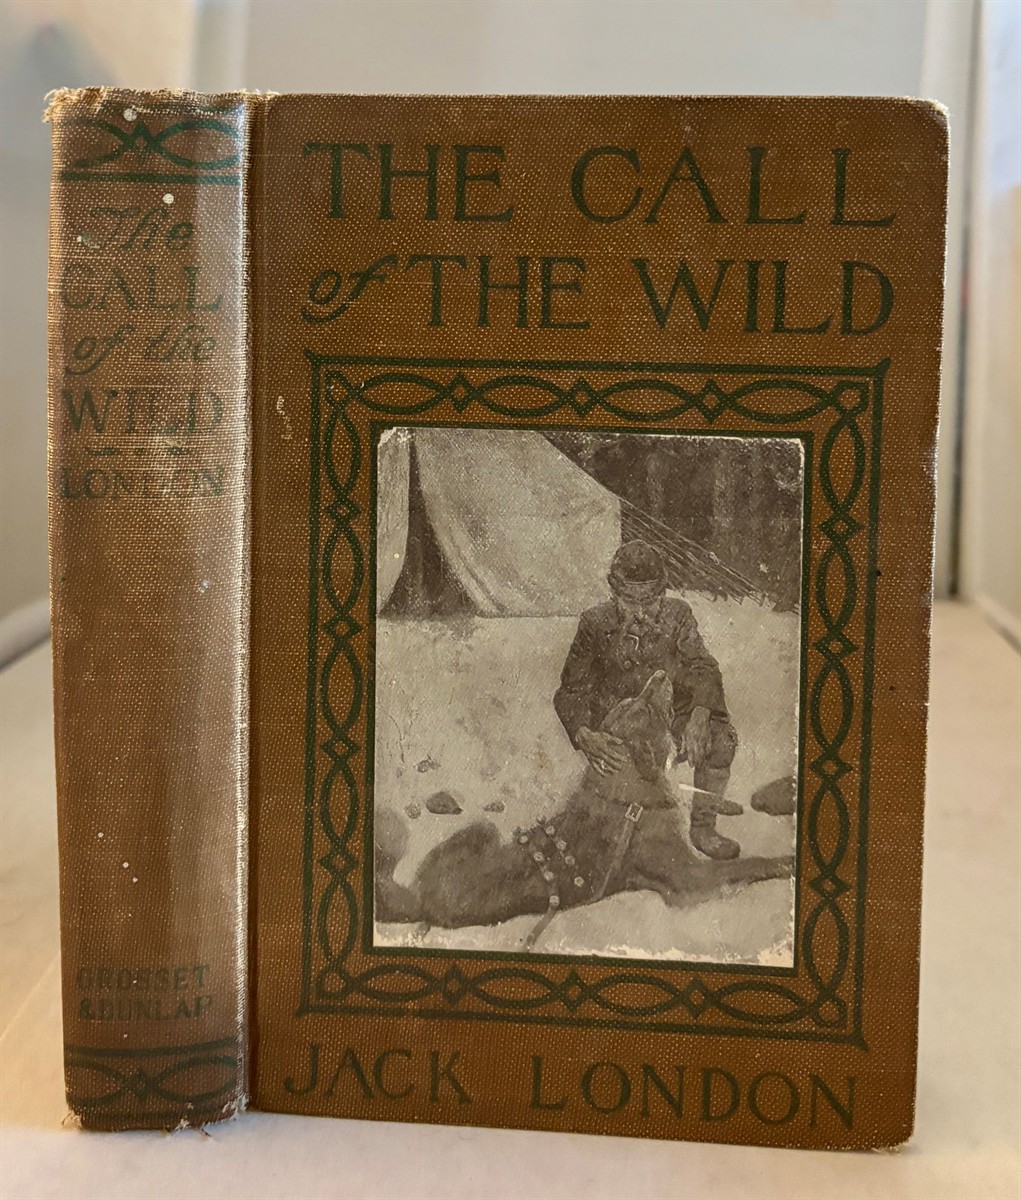 The
CALL
of the
WILD
LONDON
GROSSET
& DUNLAP
THE CALL
of THE WILD
JACK LONDON